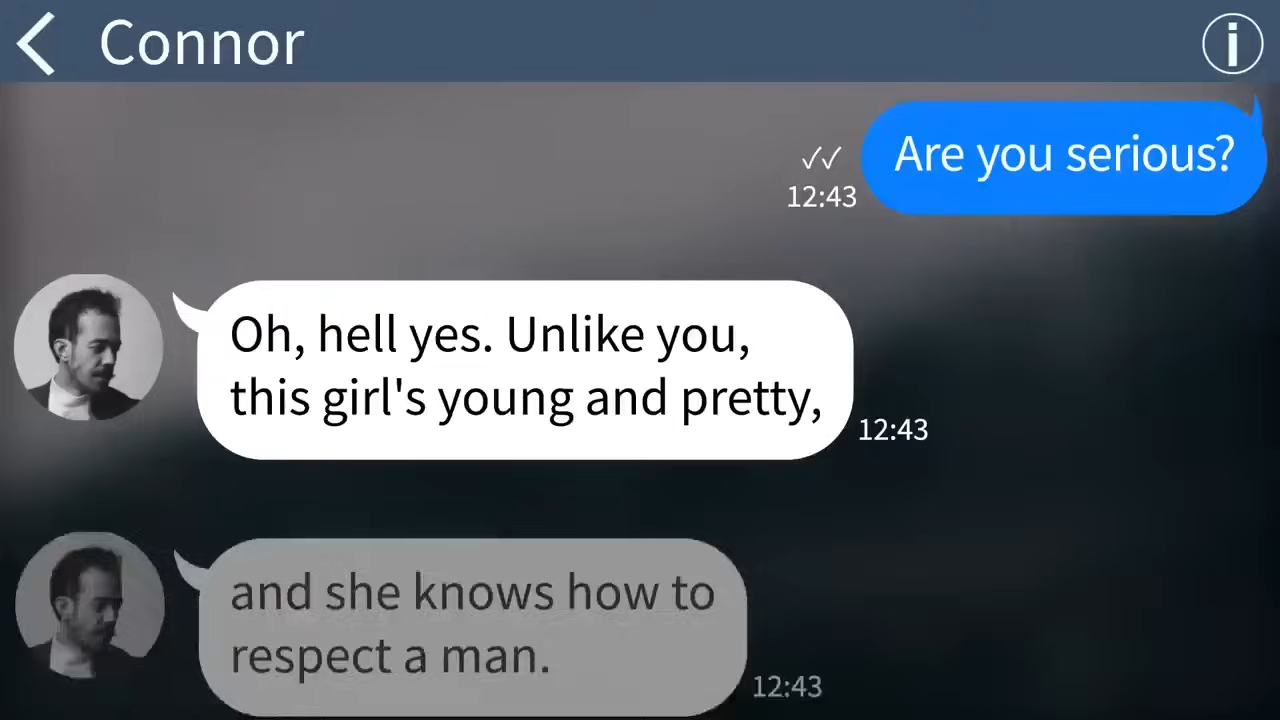 Connor
Are you serious?
✓✓
12:43
Oh, hell yes. Unlike you,
this girl's young and pretty,
12:43
and she knows how to
respect a man.
12:43